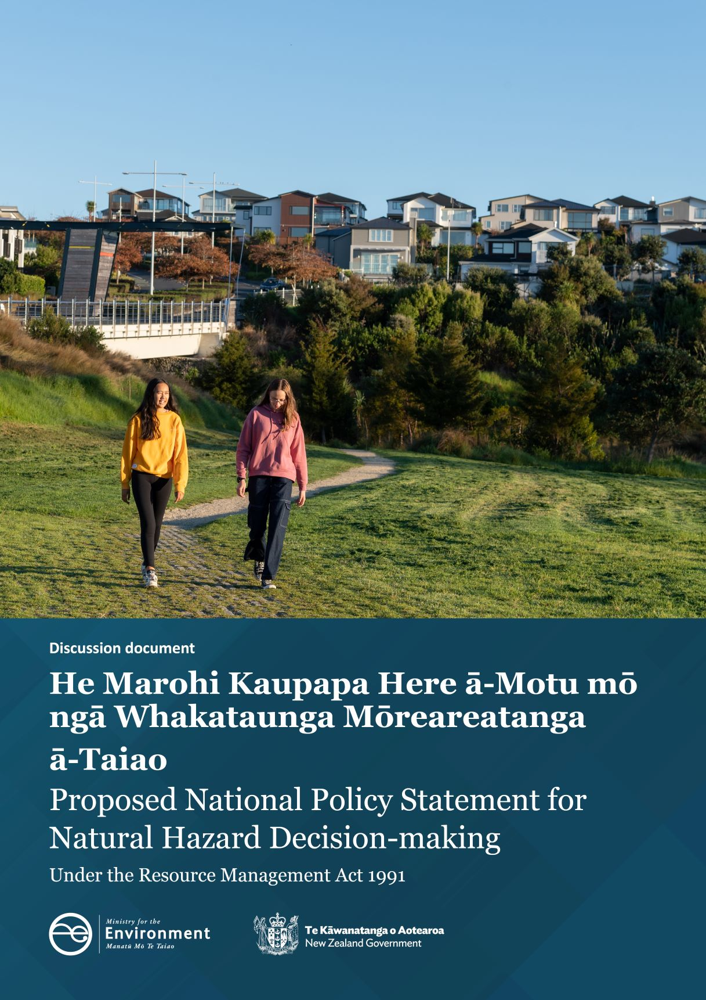 Discussion document
He Marohi Kaupapa Here ā-Motu mō
ngā Whakataunga Mōreareatanga
ā-Taiao
Proposed National Policy Statement for
Natural Hazard Decision-making
Under the Resource Management Act 1991
Ministry for the
Environment
Manatū Mō Te Taiao
Te Kāwanatanga o Aotearoa
New Zealand Government